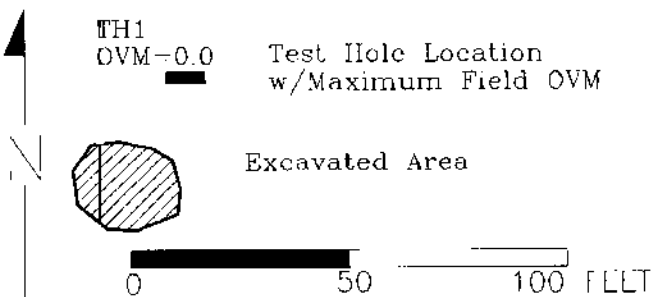 TH1
OVM=0.0 Test Hole Location
w/Maximum Field OVM
N
Excavated Area
0 50 100 FEET